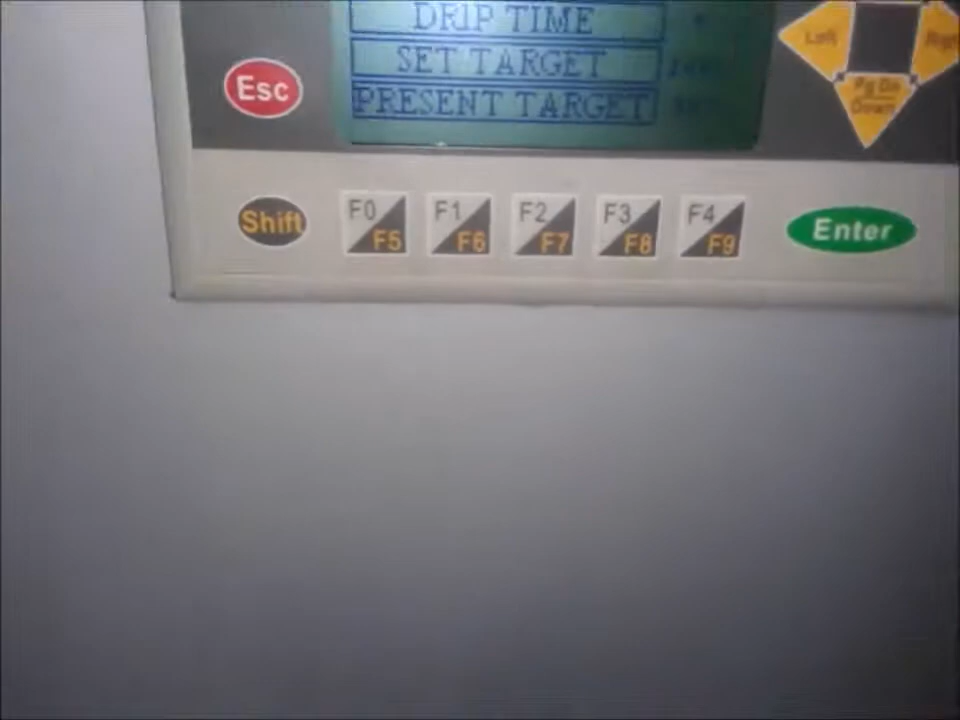 DRIP TIME
SET TARGET
PRESENT TARGET
Left
Pg Dn
Down
Esc
Shift
F0 F5
F1 F6
F2 F7
F3 F8
F4 F9
Enter